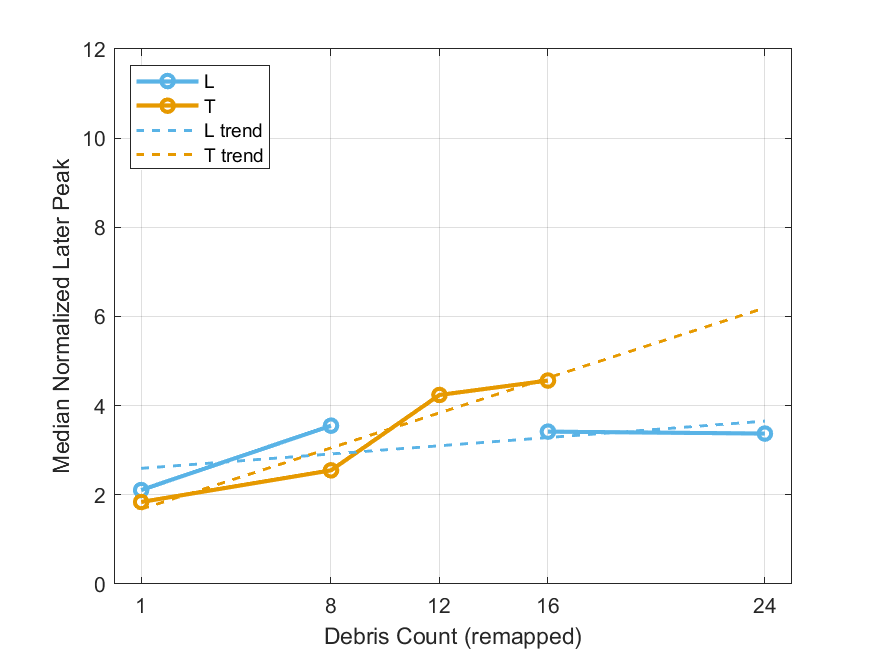 12
10
8
6
4
2
0
Median Normalized Later Peak
L
T
L trend
T trend
1 8 12 16 24
Debris Count (remapped)